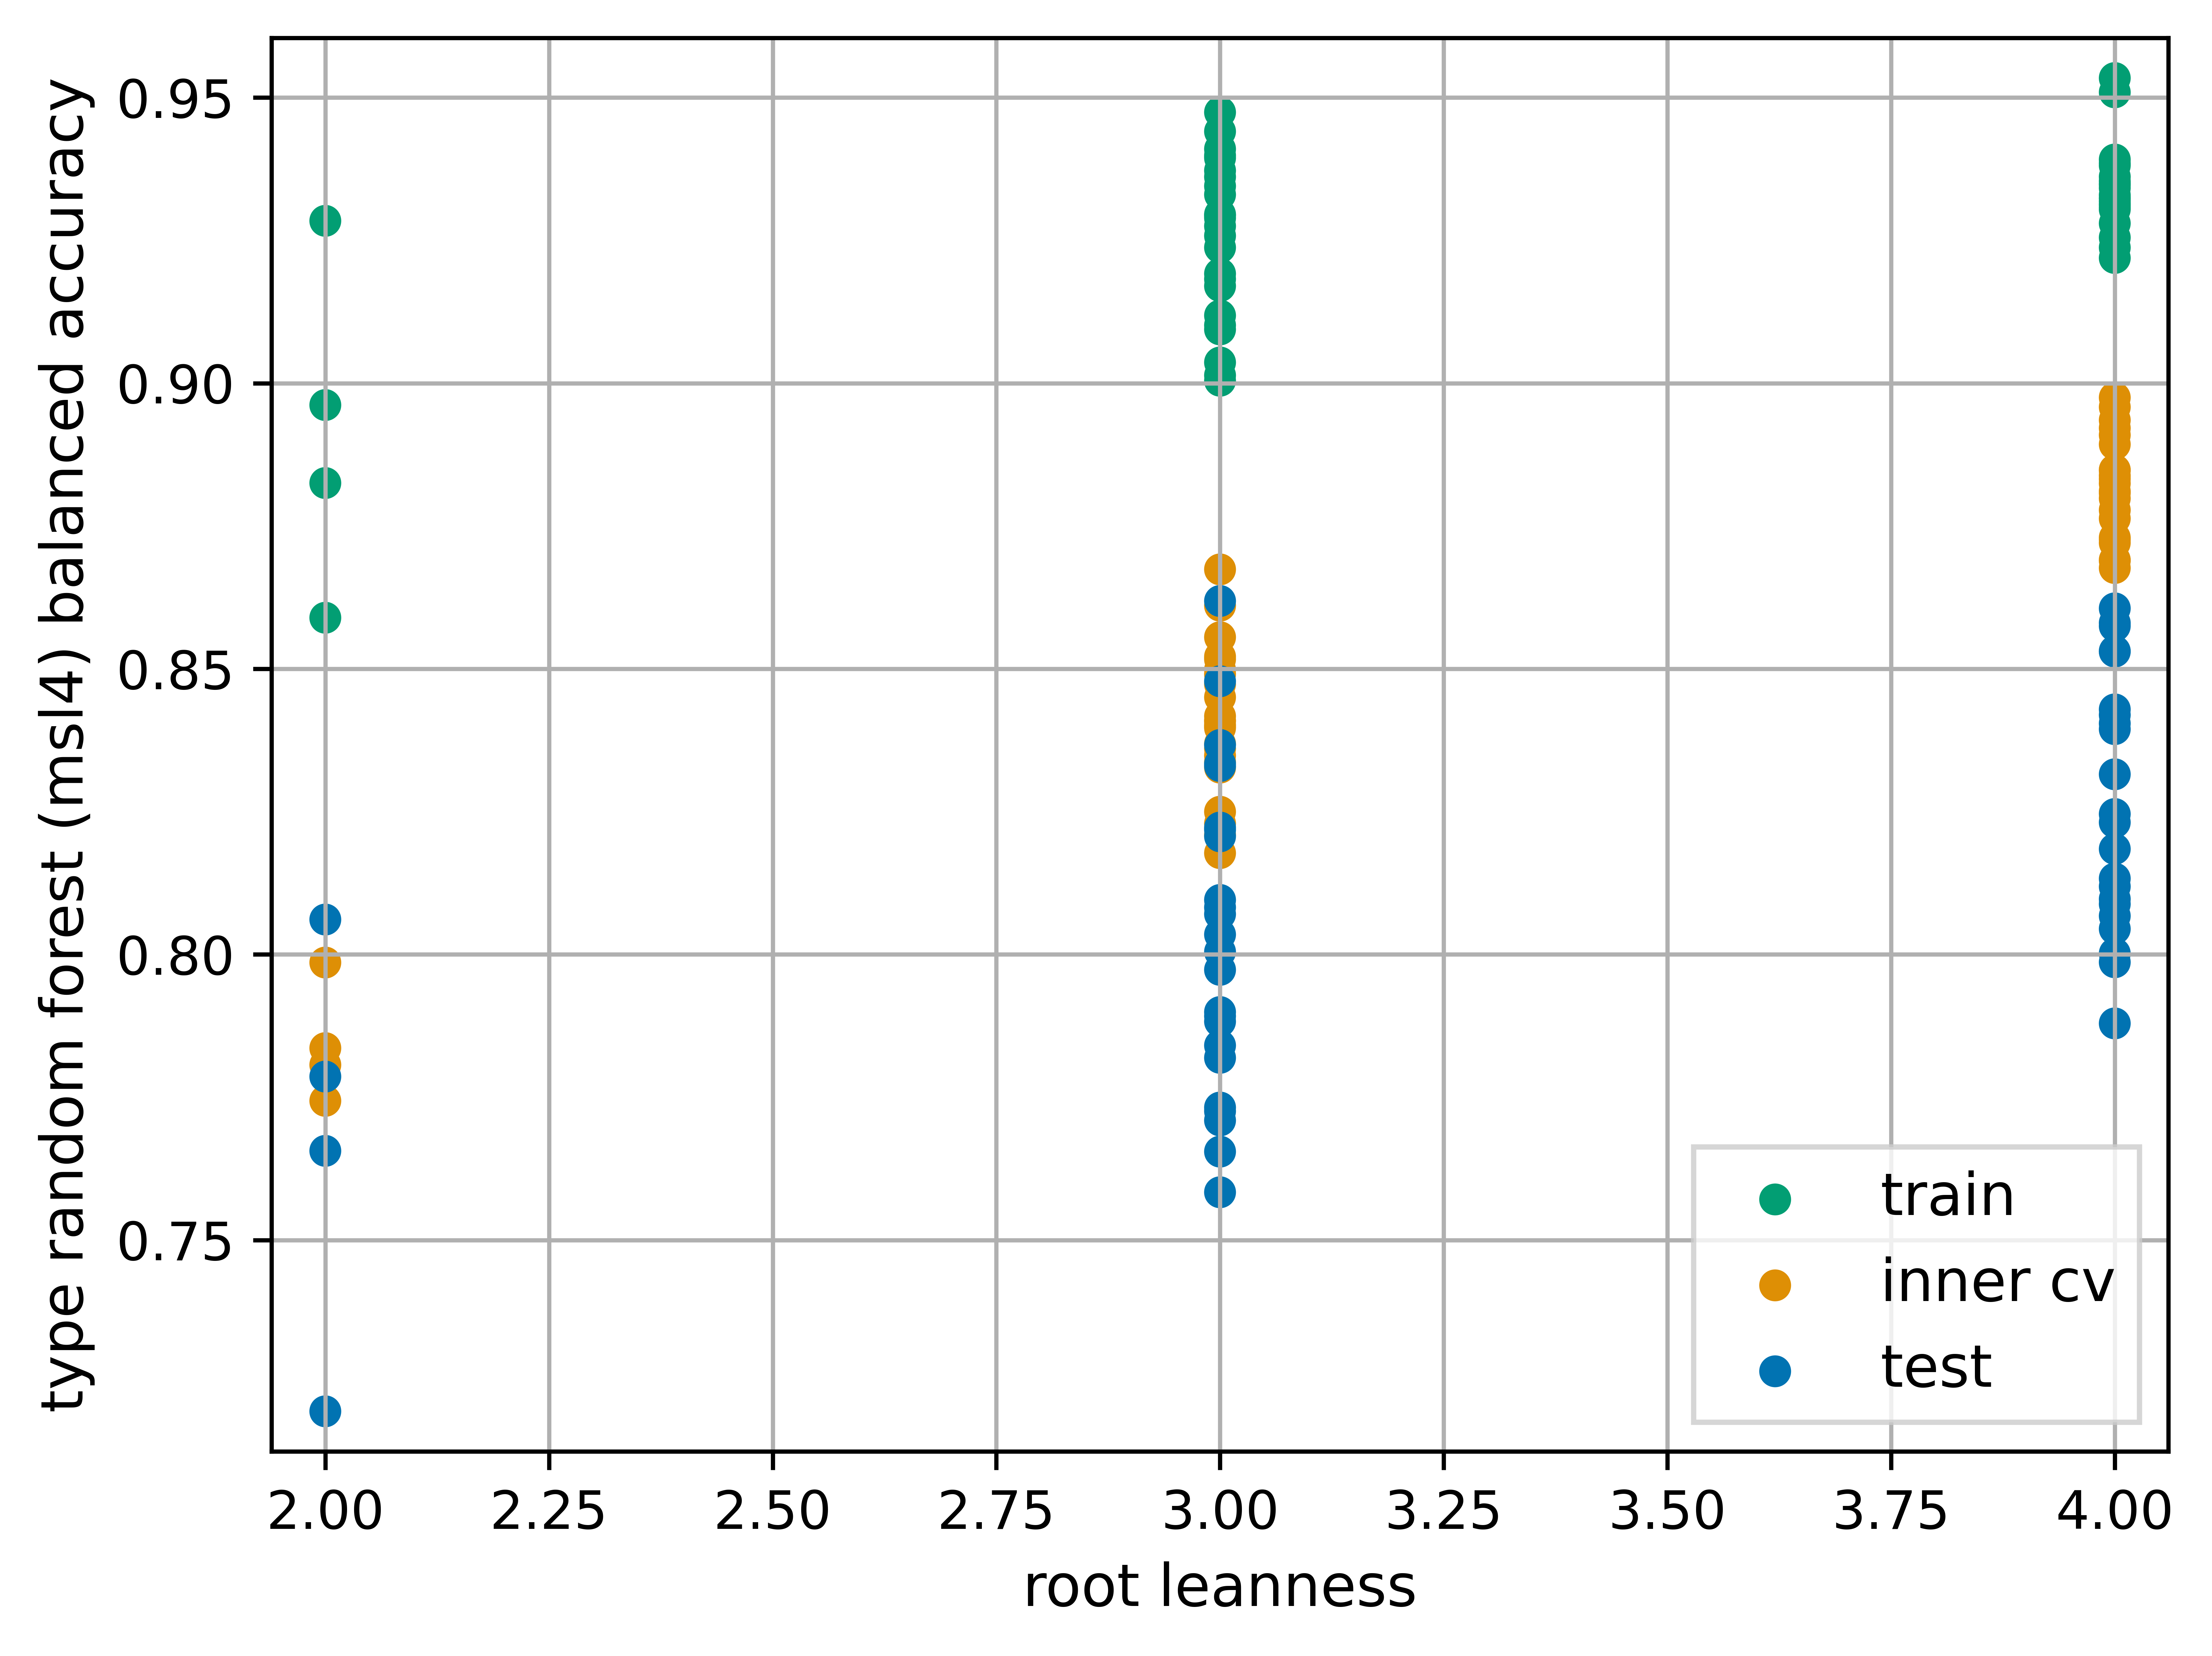 type random forest (msl4) balanced accuracy
0.95
0.90
0.85
0.80
0.75
train
inner cv
test
2.00 2.25 2.50 2.75 3.00 3.25 3.50 3.75 4.00
root leanness